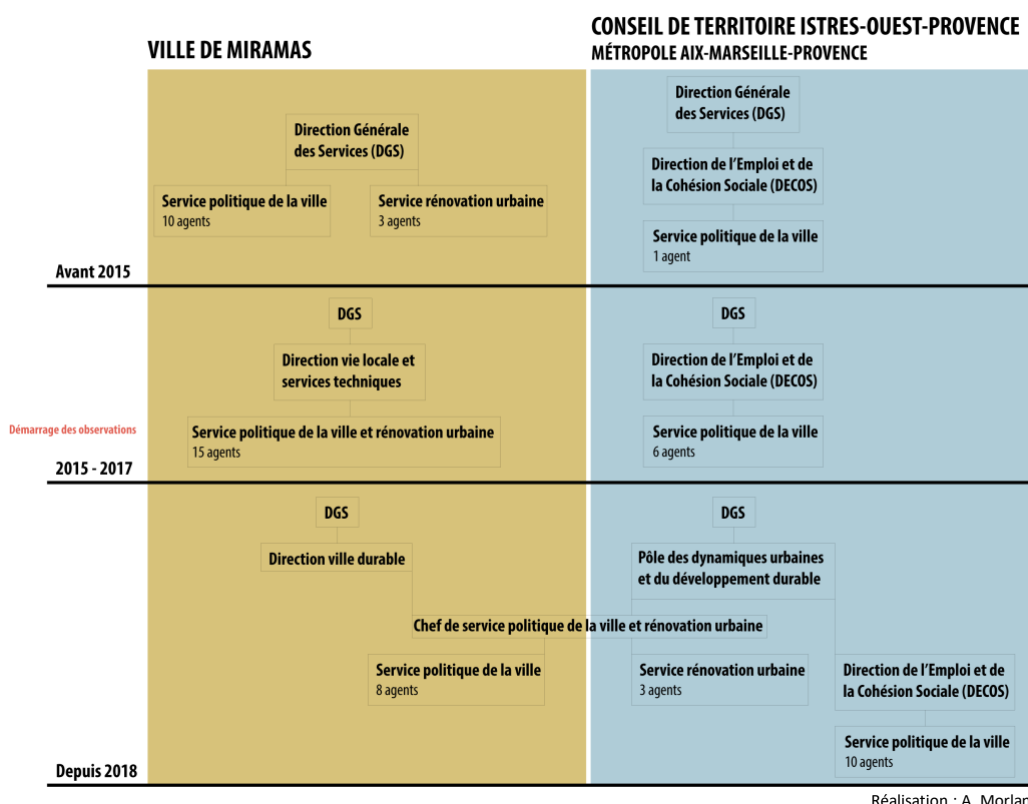 VILLE DE MIRAMAS
CONSEIL DE TERRITOIRE ISTRES-OUEST-PROVENCE
MÉTROPOLE AIX-MARSEILLE-PROVENCE
Direction Générale
des Services (DGS)
Service politique de la ville
10 agents
Service rénovation urbaine
3 agents
Direction Générale
des Services (DGS)
Direction de l'Emploi et de
la Cohésion Sociale (DECOS)
Service politique de la ville
1 agent
Avant 2015
DGS
Direction vie locale et
services techniques
Service politique de la ville et rénovation urbaine
15 agents
DGS
Direction de l'Emploi et de
la Cohésion Sociale (DECOS)
Service politique de la ville
6 agents
Démarrage des observations
2015 - 2017
DGS
Direction ville durable
DGS
Pôle des dynamiques urbaines
et du développement durable
Chef de service politique de la ville et rénovation urbaine
Service politique de la ville
8 agents
Service rénovation urbaine
3 agents
Direction de l'Emploi et de
la Cohésion Sociale (DECOS)
Service politique de la ville
10 agents
Depuis 2018
Réalisation : A. Morlan